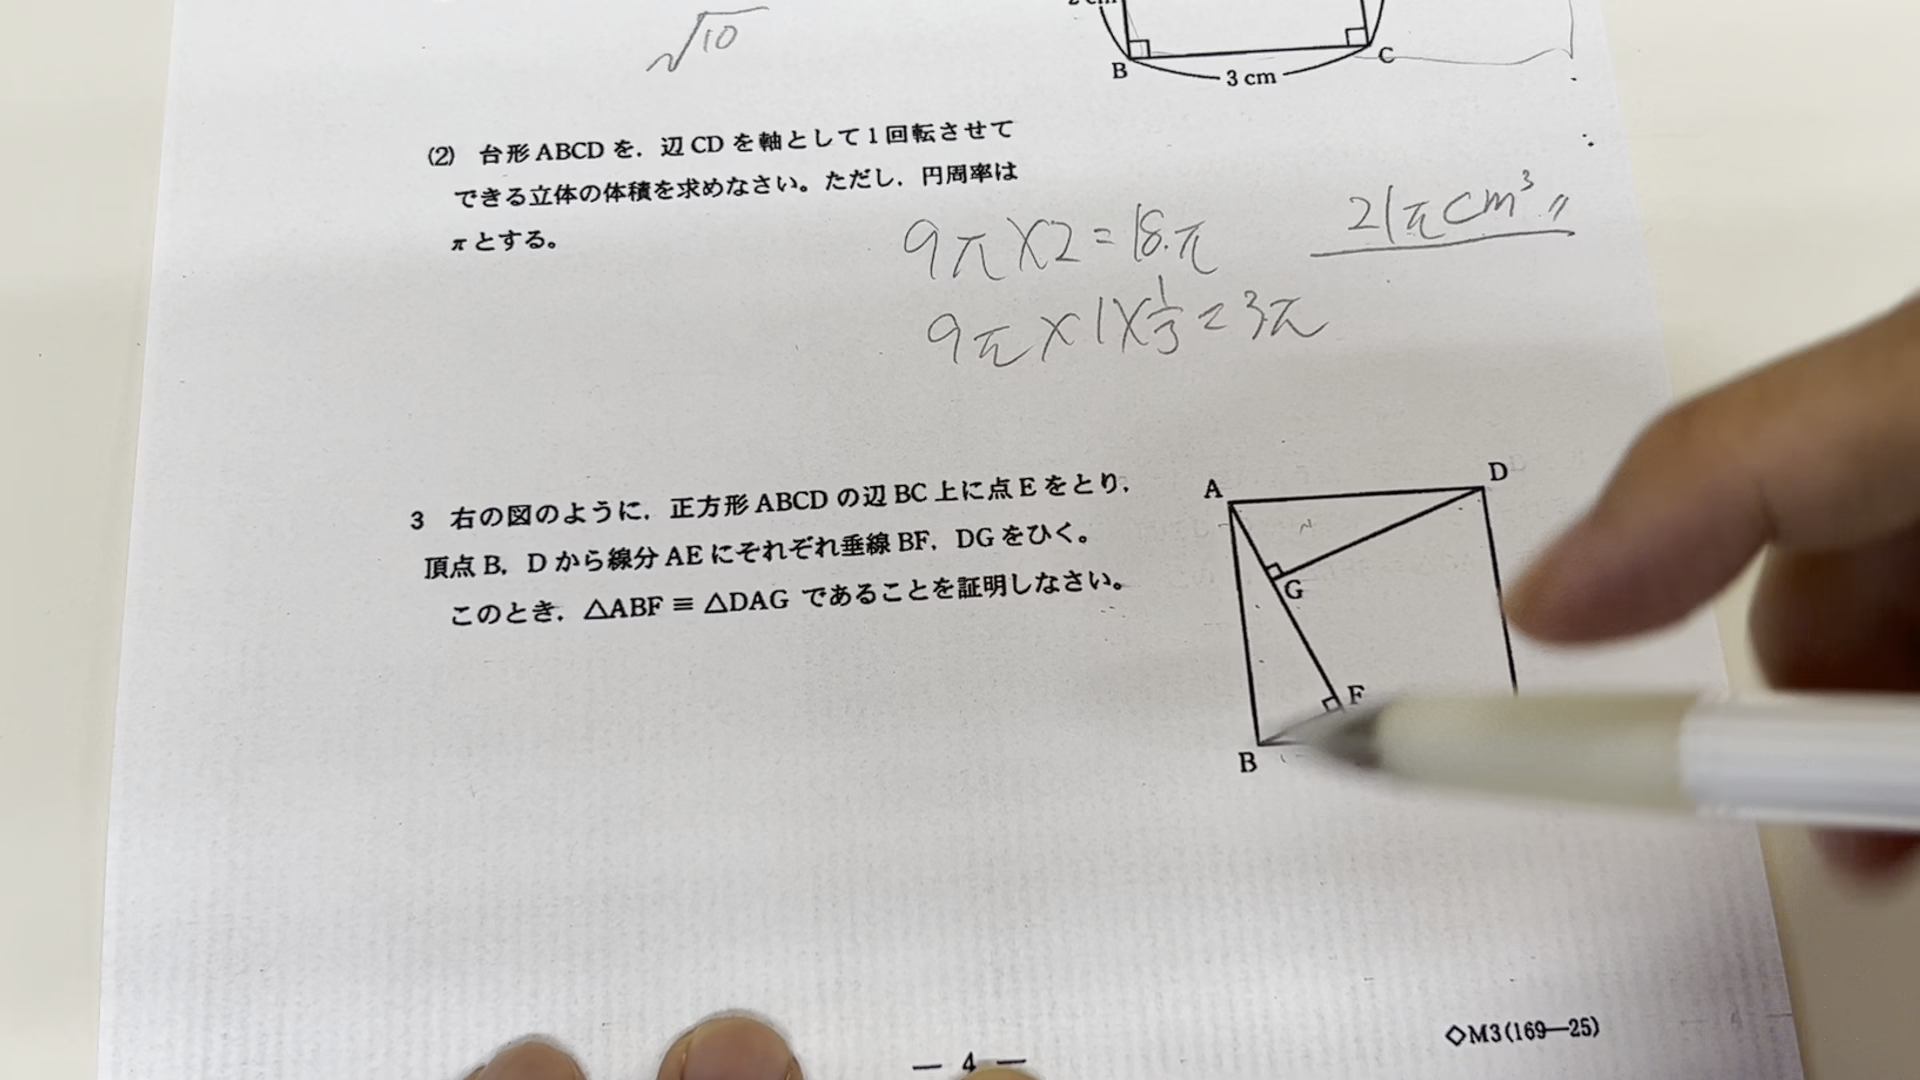 √10
B
3 cm
C
(2) 台形ABCDを，辺CDを軸として1回転させて
できる立体の体積を求めなさい。ただし，円周率は
πとする。
9π×2=18π
21πcm³〃
9π×1×1/3=3π
3 右の図のように，正方形ABCDの辺BC上に点Eをとり，
頂点B，Dから線分AEにそれぞれ垂線BF，DGをひく。
このとき，△ABF≡△DAGであることを証明しなさい。
A
D
G
F
B
◇M3(169—25)
— 4 —